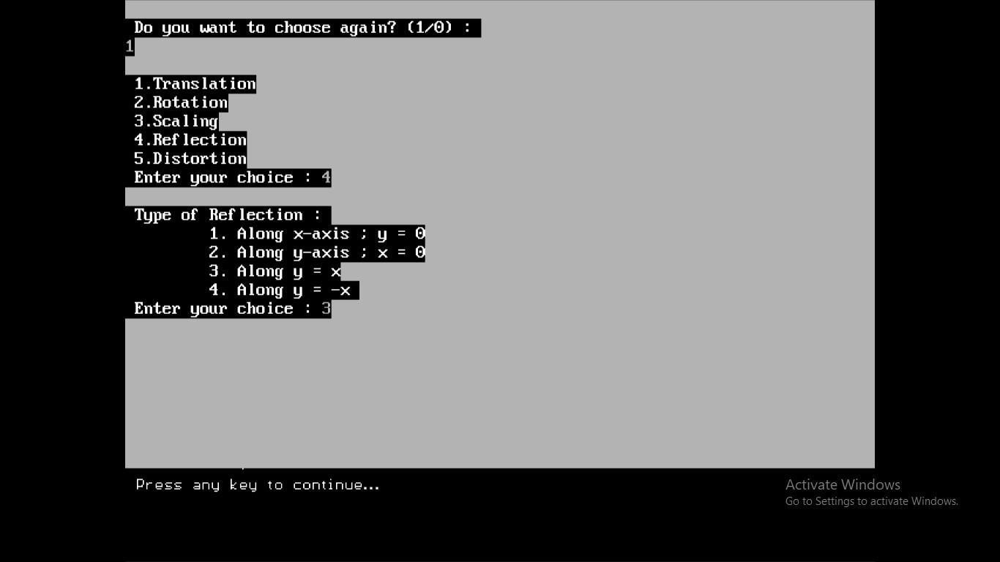 Do you want to choose again? (1/0) :
1
1.Translation
2.Rotation
3.Scaling
4.Reflection
5.Distortion
Enter your choice : 4
Type of Reflection :
1. Along x-axis ; y = 0
2. Along y-axis ; x = 0
3. Along y = x
4. Along y = -x
Enter your choice : 3
Press any key to continue...
Activate Windows
Go to Settings to activate Windows.